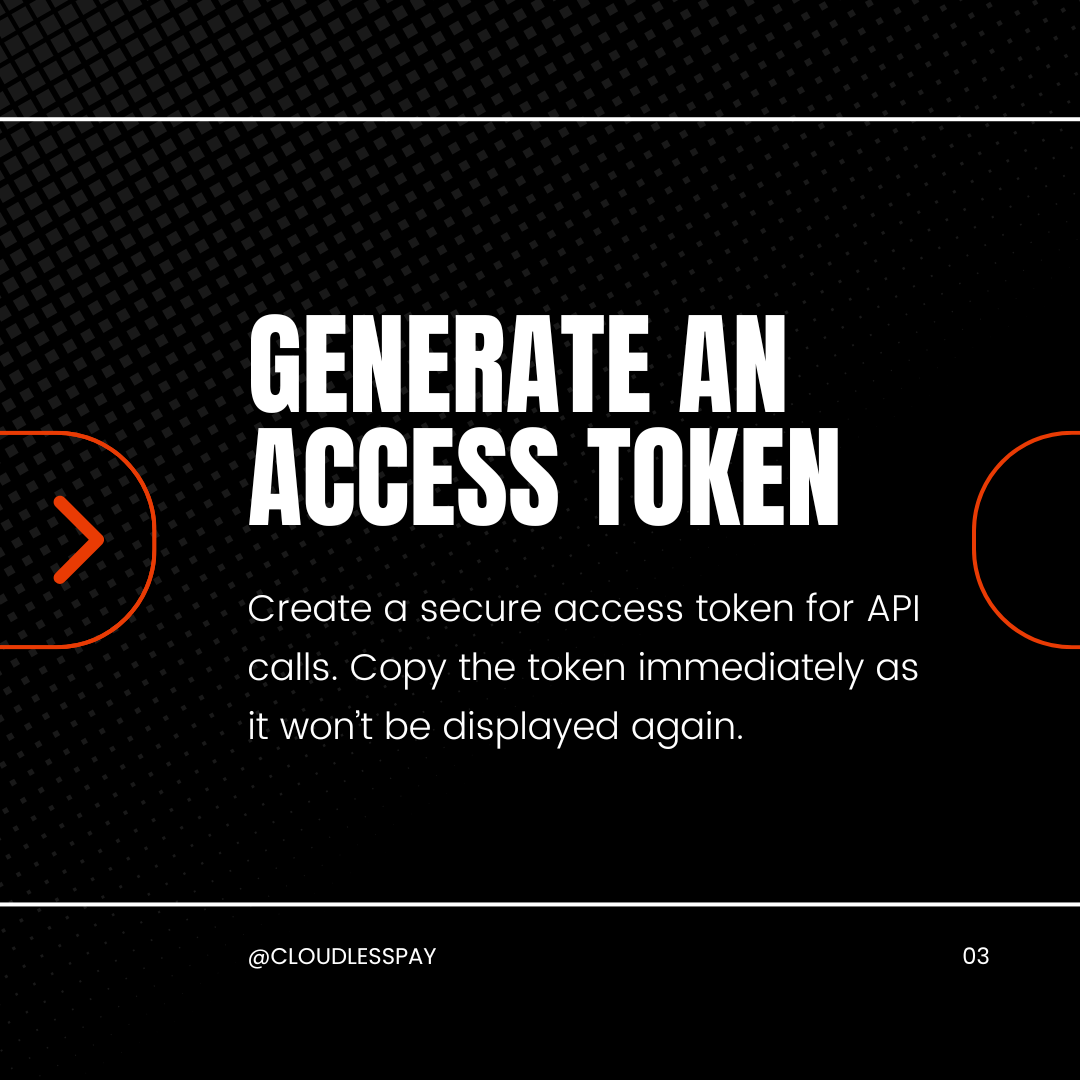 GENERATE AN
ACCESS TOKEN
Create a secure access token for API
calls. Copy the token immediately as
it won’t be displayed again.
@CLOUDLESSPAY
03